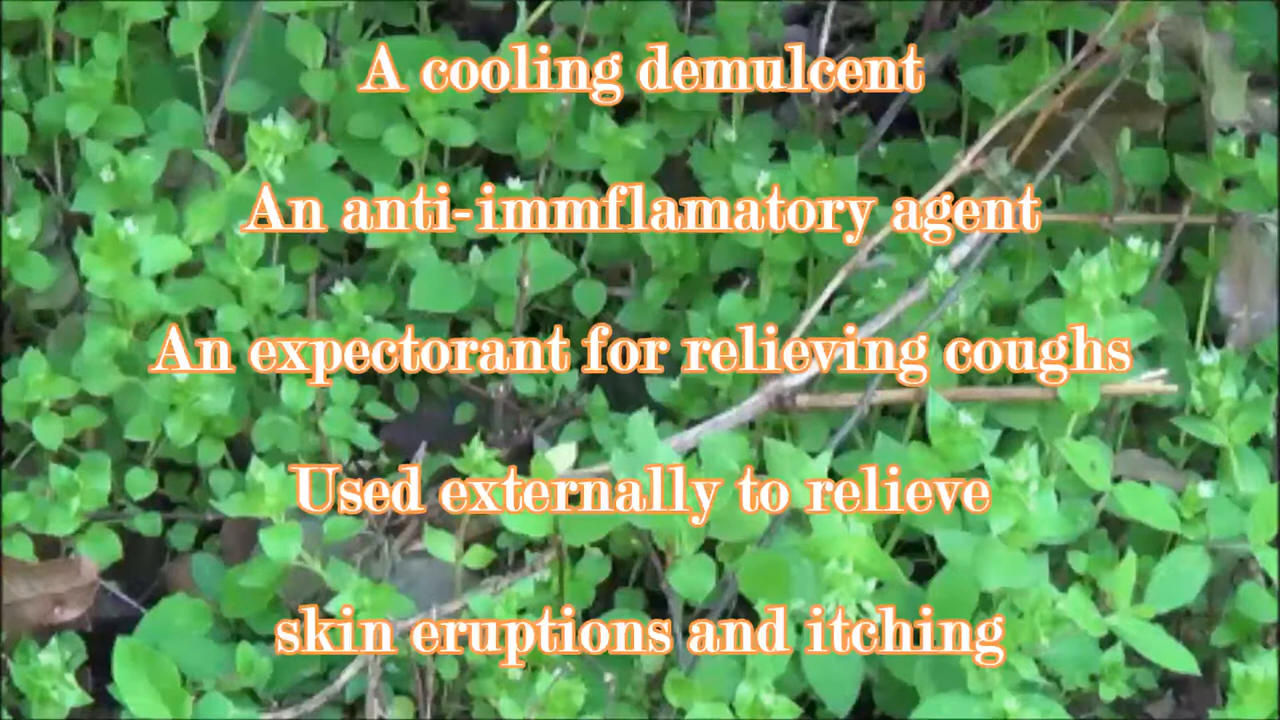 A cooling demulcent
An anti-immflamatory agent
An expectorant for relieving coughs
Used externally to relieve
skin eruptions and itching